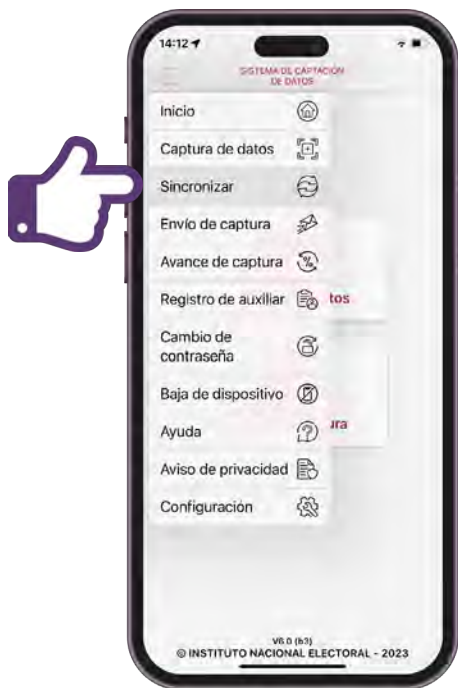 14:12
SISTEMA DE CAPTACIÓN
DE DATOS
Inicio
Captura de datos
Sincronizar
Envío de captura
Avance de captura
Registro de auxiliar
tos
Cambio de
contraseña
Baja de dispositivo
Ayuda
ura
Aviso de privacidad
Configuración
V6.0 (b3)
© INSTITUTO NACIONAL ELECTORAL - 2023